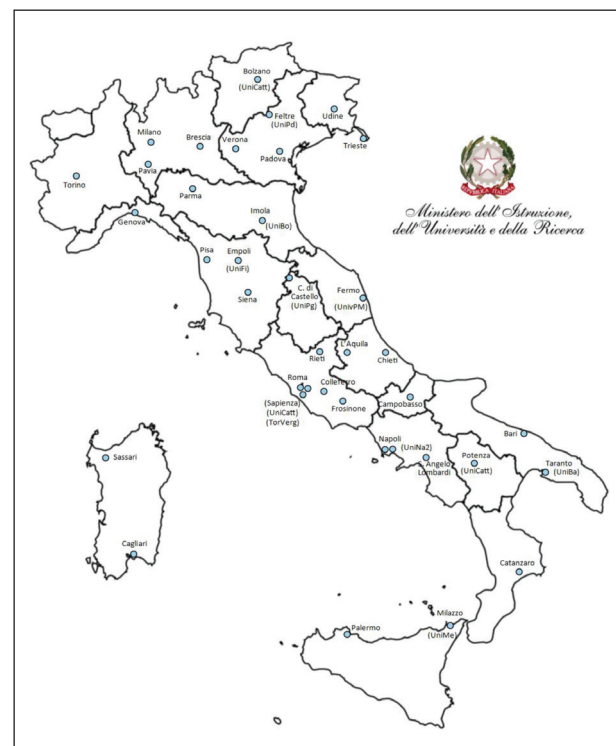 Bolzano
(UniCatt)
Feltre
(UniPd)
Udine
Trieste
Milano
Brescia
Verona
Padova
Pavia
Torino
Parma
Genova
Imola
(UniBo)
Pisa
Empoli
(UniFi)
Siena
C. di
Castello
(UniPg)
Fermo
(UnivPM)
Rieti
L'Aquila
Chieti
Roma
Colleferro
(Sapienza)
(UniCatt)
(TorVerg)
Frosinone
Campobasso
Napoli
(UniNa2)
S. Angelo
Lombardi
Potenza
(UniCatt)
Bari
Taranto
(UniBa)
Sassari
Cagliari
Catanzaro
Milazzo
(UniMe)
Palermo
REPVBBLICA ITALIANA
Ministero dell'Istruzione,
dell'Università e della Ricerca